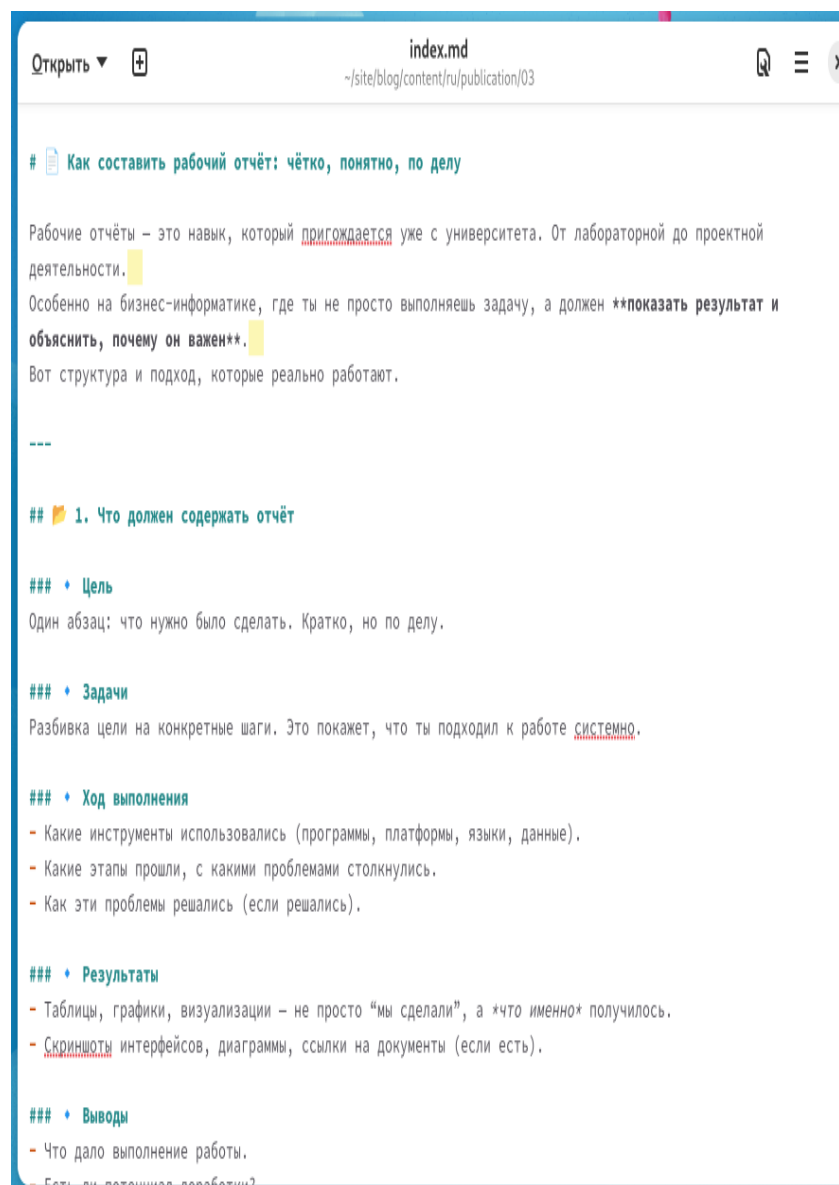 Открыть
index.md
~/site/blog/content/ru/publication/03
# 📄 Как составить рабочий отчёт: чётко, понятно, по делу
Рабочие отчёты — это навык, который пригождается уже с университета. От лабораторной до проектной
деятельности.
Особенно на бизнес-информатике, где ты не просто выполняешь задачу, а должен **показать результат и
объяснить, почему он важен**.
Вот структура и подход, которые реально работают.
---
## 📂 1. Что должен содержать отчёт
### 🔹 Цель
Один абзац: что нужно было сделать. Кратко, но по делу.
### 🔹 Задачи
Разбивка цели на конкретные шаги. Это покажет, что ты подходил к работе системно.
### 🔹 Ход выполнения
- Какие инструменты использовались (программы, платформы, языки, данные).
- Какие этапы прошли, с какими проблемами столкнулись.
- Как эти проблемы решались (если решались).
### 🔹 Результаты
- Таблицы, графики, визуализации — не просто “мы сделали”, а *что именно* получилось.
- Скриншоты интерфейсов, диаграммы, ссылки на документы (если есть).
### 🔹 Выводы
- Что дало выполнение работы.
- Есть ли потенциал доработки?